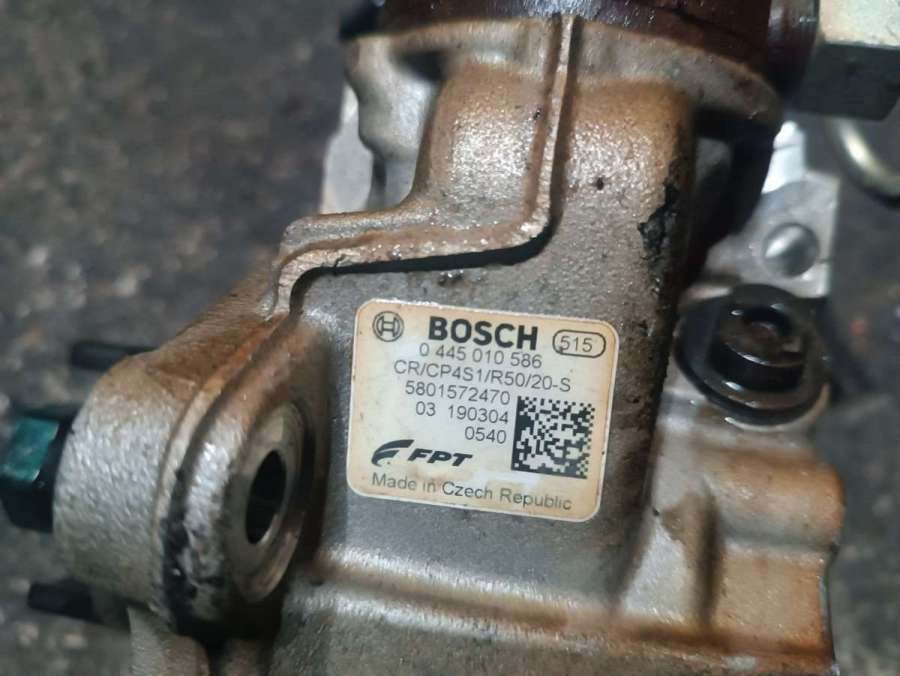 BOSCH 515
0 445 010 586
CR/CP4S1/R50/20-S
5801572470
03 190304
0540
FPT
Made in Czech Republic